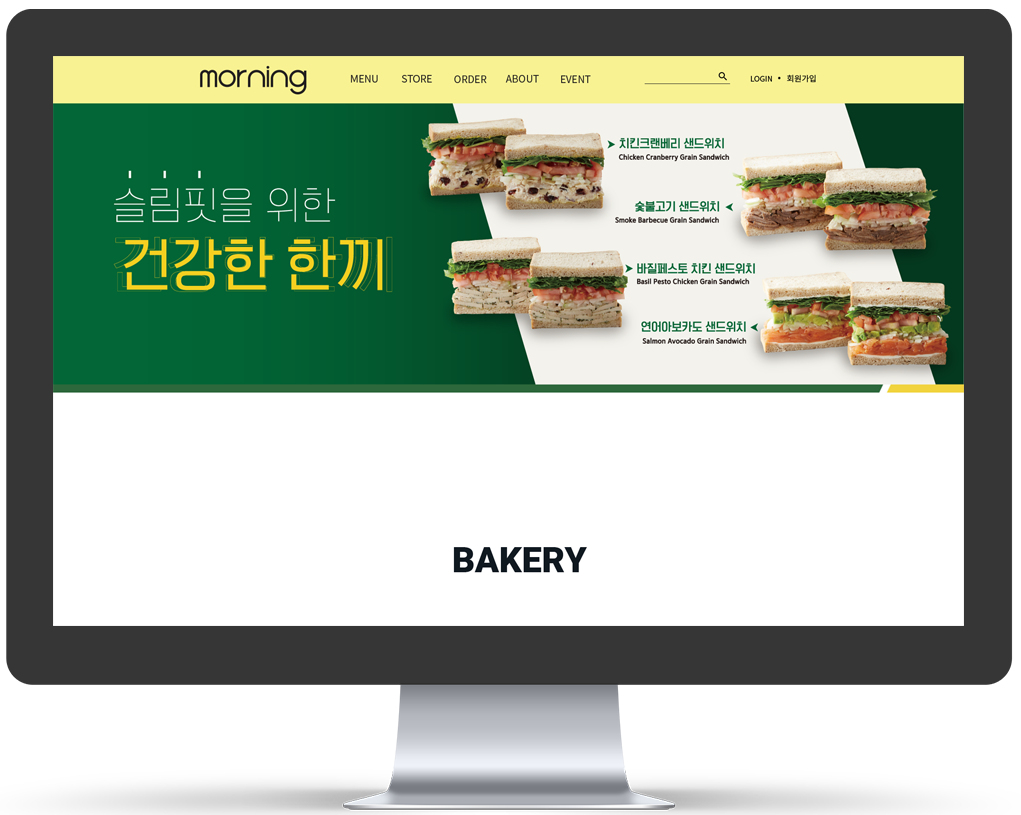 morning
MENU STORE ORDER ABOUT EVENT
LOGIN • 회원가입
슬림핏을 위한
건강한 한끼
치킨크랜베리 샌드위치
Chicken Cranberry Grain Sandwich
숯불고기 샌드위치
Smoke Barbecue Grain Sandwich
바질페스토 치킨 샌드위치
Basil Pesto Chicken Grain Sandwich
연어아보카도 샌드위치
Salmon Avocado Grain Sandwich
BAKERY